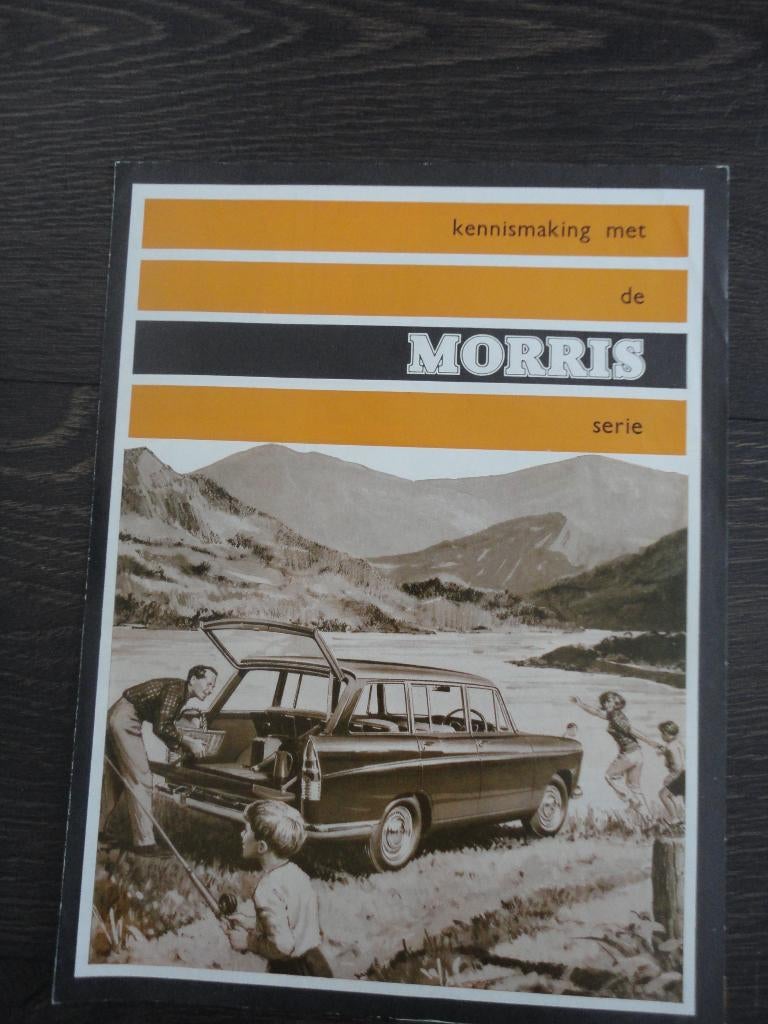 kennismaking met
de
MORRIS
serie